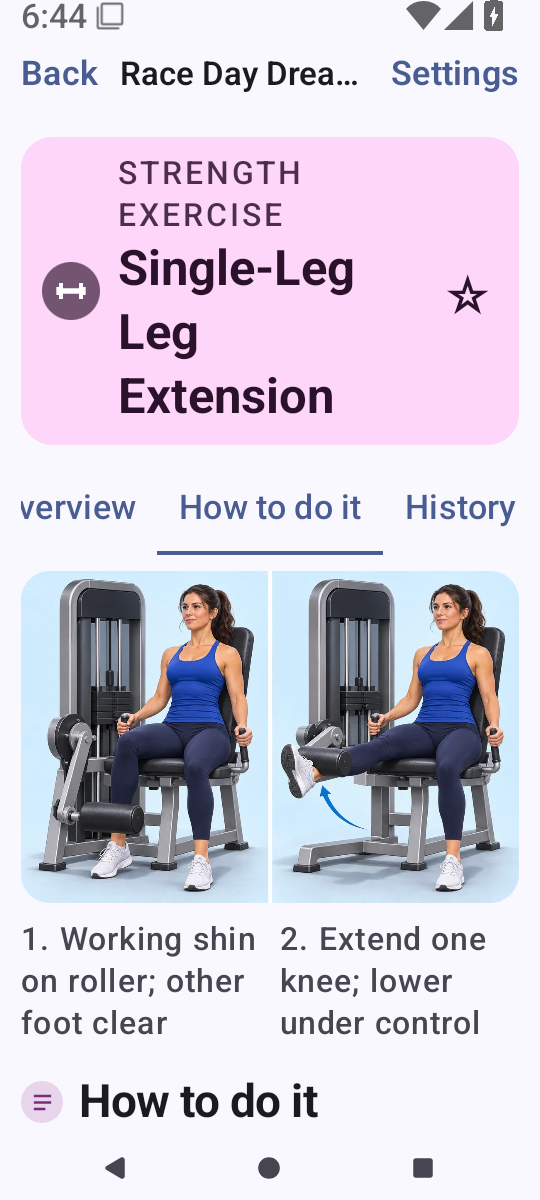 6:44
Back Race Day Drea... Settings
STRENGTH
EXERCISE
Single-Leg
Leg
Extension
verview How to do it History
1. Working shin
on roller; other
foot clear
2. Extend one
knee; lower
under control
How to do it